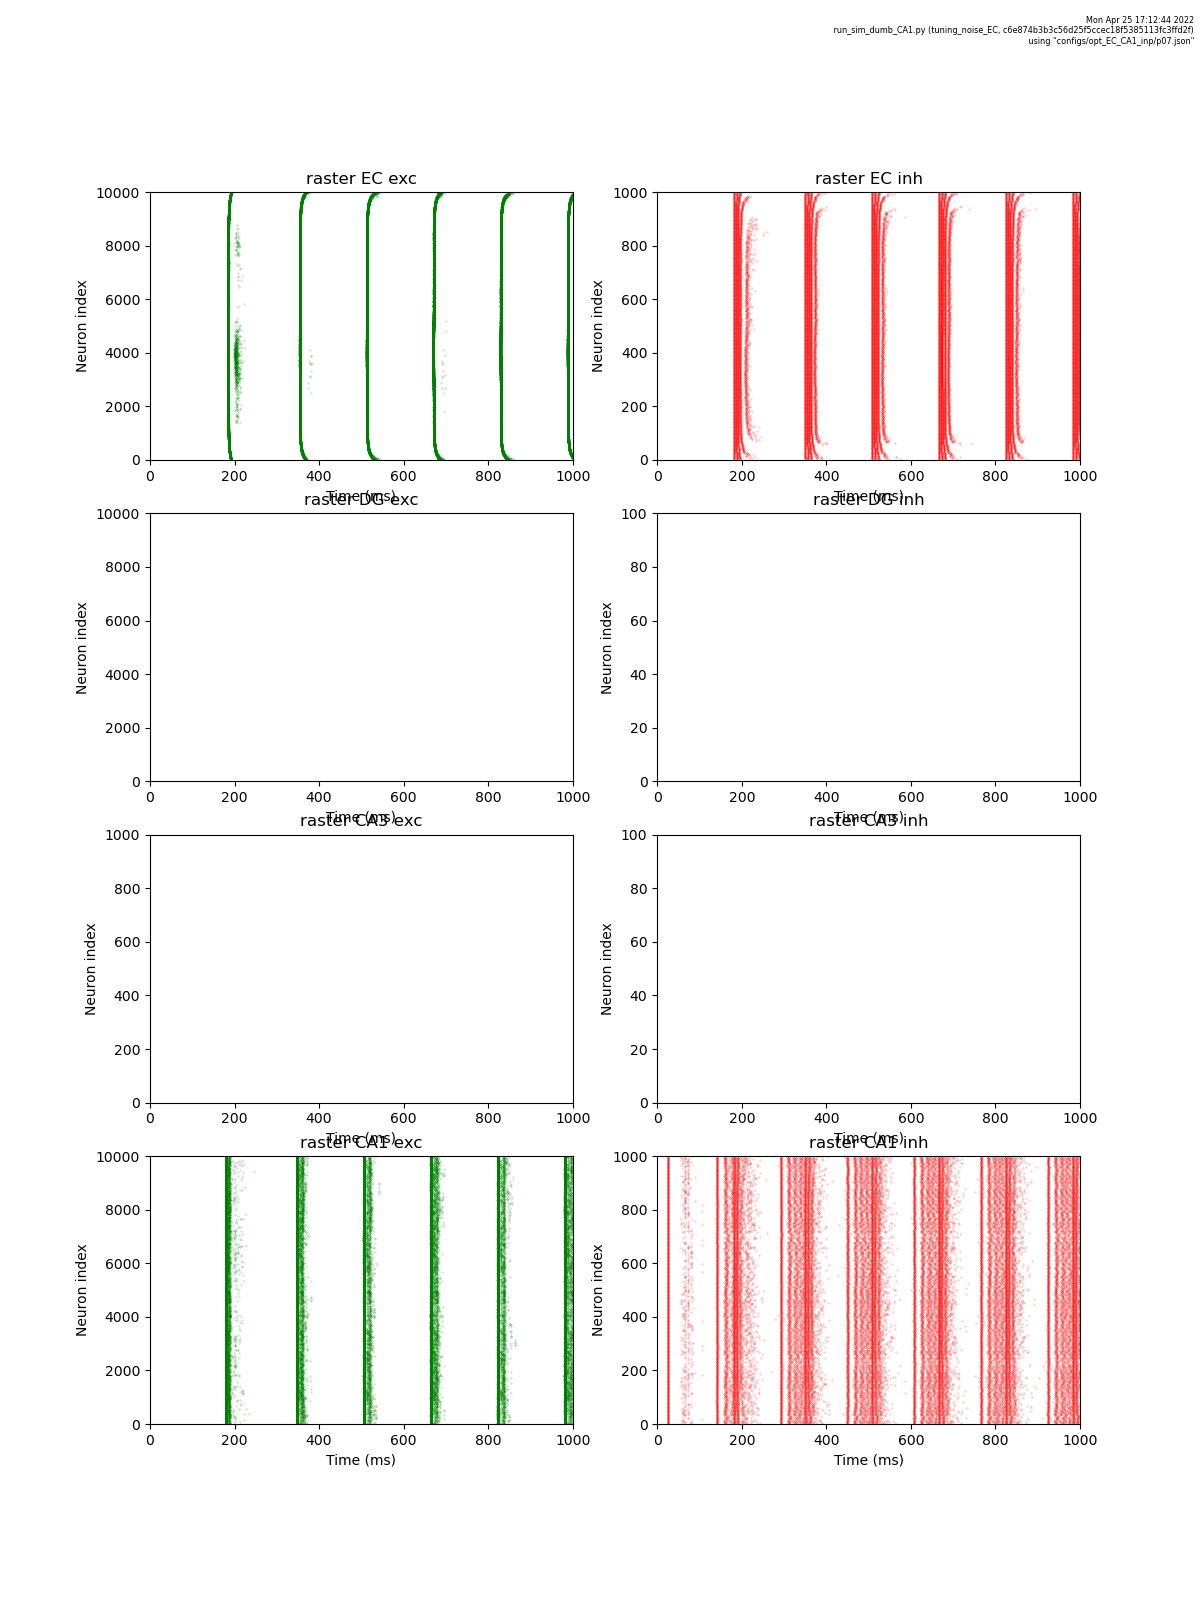 Mon Apr 25 17:12:44 2022
run_sim_dumb_CA1.py (tuning_noise_EC, c6e874b3b3c56d25f5ccec18f5385113fc3ffd2f)
using "configs/opt_EC_CA1_inp/p07.json"
raster EC exc
raster EC inh
10000
8000
6000
4000
2000
0
Neuron index
1000
800
600
400
200
0
Neuron index
0 200 400 600 800 1000
0 200 400 600 800 1000
Time (ms)
Time (ms)
raster DG exc
raster DG inh
10000
8000
6000
4000
2000
0
Neuron index
100
80
60
40
20
0
Neuron index
0 200 400 600 800 1000
0 200 400 600 800 1000
Time (ms)
Time (ms)
raster CA3 exc
raster CA3 inh
1000
800
600
400
200
0
Neuron index
100
80
60
40
20
0
Neuron index
0 200 400 600 800 1000
0 200 400 600 800 1000
Time (ms)
Time (ms)
raster CA1 exc
raster CA1 inh
10000
8000
6000
4000
2000
0
Neuron index
1000
800
600
400
200
0
Neuron index
0 200 400 600 800 1000
0 200 400 600 800 1000
Time (ms)
Time (ms)